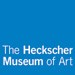 The Heckscher
Museum of Art